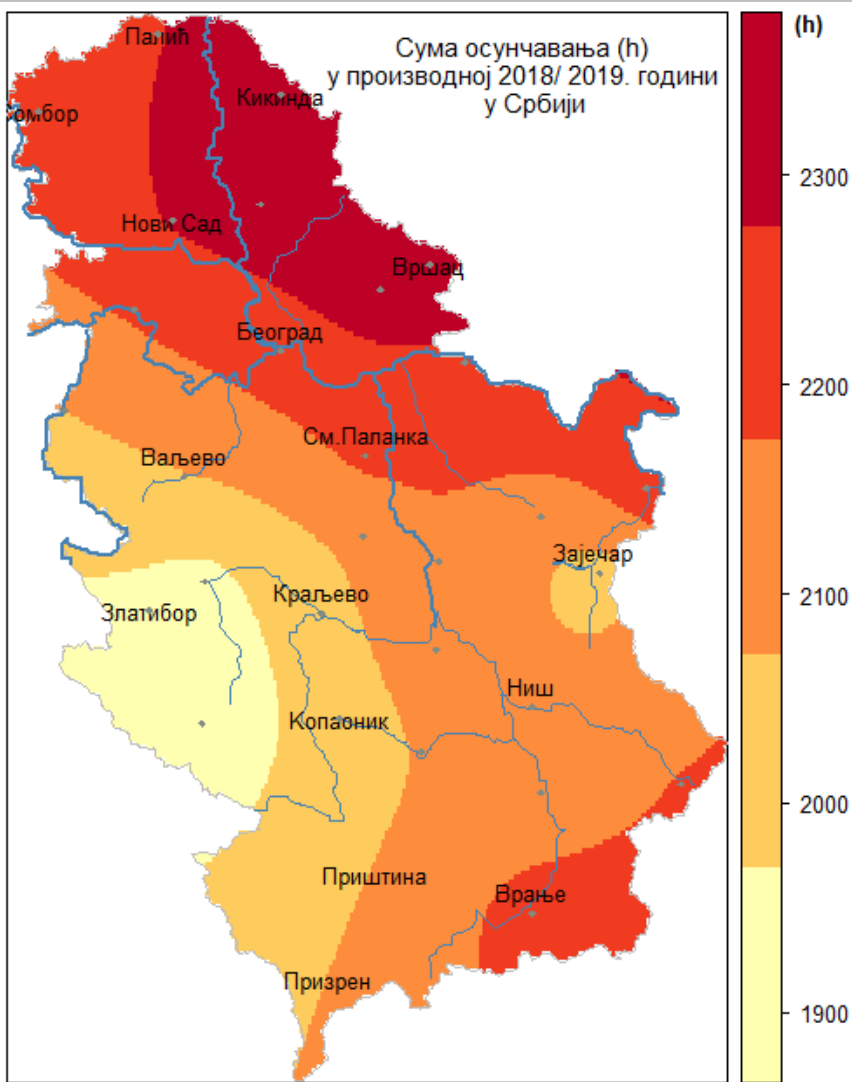 Сума осунчавања (h)
у производној 2018/ 2019. години
у Србији
(h)
Палић
Кикинда
Нови Сад
Вршац
2300
Београд
2200
См.Паланка
Ваљево
Зајечар
2100
Краљево
Златибор
Ниш
Копаоник
2000
Приштина
Врање
Призрен
1900